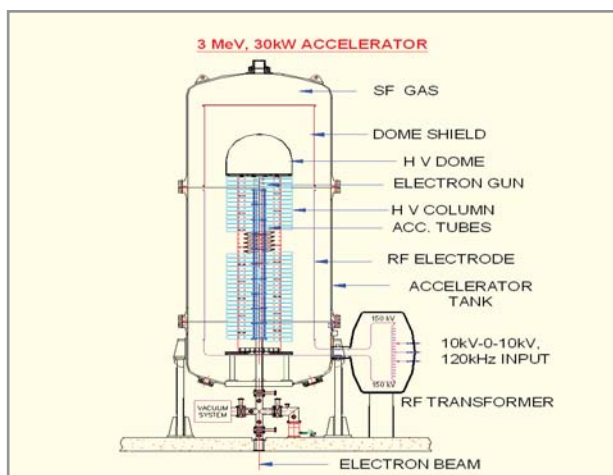 3 MeV, 30kW ACCELERATOR
SF GAS
DOME SHIELD
H V DOME
ELECTRON GUN
H V COLUMN
ACC. TUBES
RF ELECTRODE
ACCELERATOR
TANK
150 kV
10kV-0-10kV,
120kHz INPUT
150 kV
RF TRANSFORMER
VACUUM
SYSTEM
ELECTRON BEAM